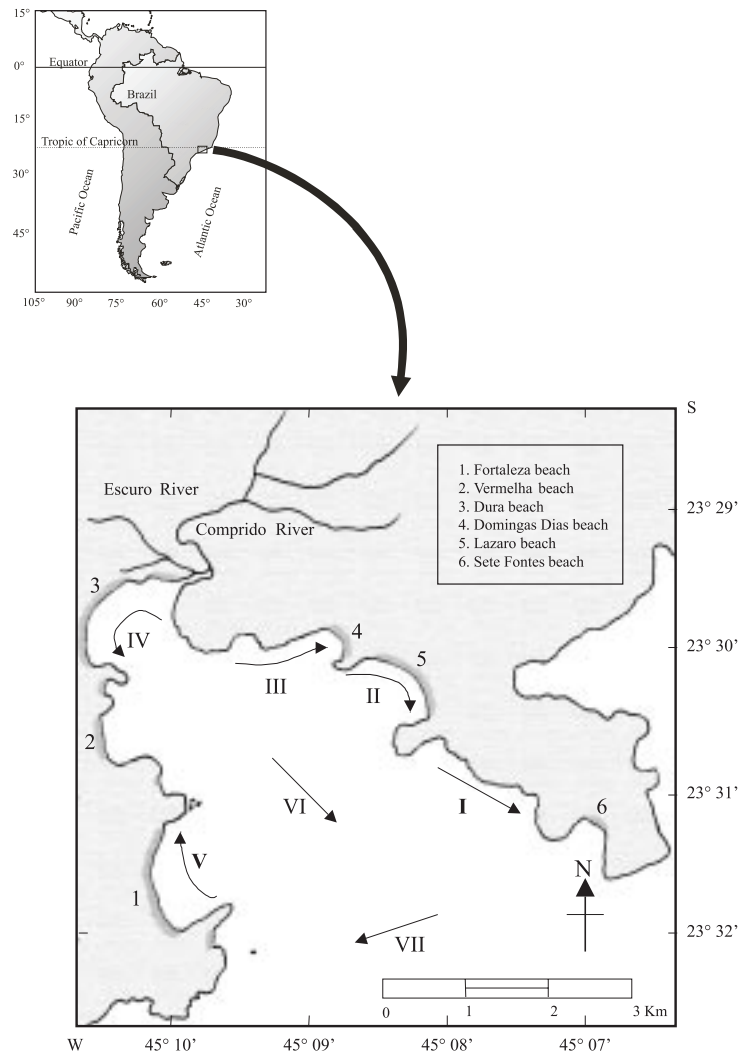 15°
Equator
0°
Brazil
15°
Tropic of Capricorn
30°
Pacific Ocean
Atlantic Ocean
45°
105° 90° 75° 60° 45° 30°
S
1. Fortaleza beach
2. Vermelha beach
3. Dura beach
4. Domingas Dias beach
5. Lazaro beach
6. Sete Fontes beach
Escuro River
Comprido River
23° 29'
3
IV
4
23° 30'
5
III
II
2
VI
I
23° 31'
6
V
N
1
VII
23° 32'
0 1 2 3 Km
W 45° 10' 45° 09' 45° 08' 45° 07'